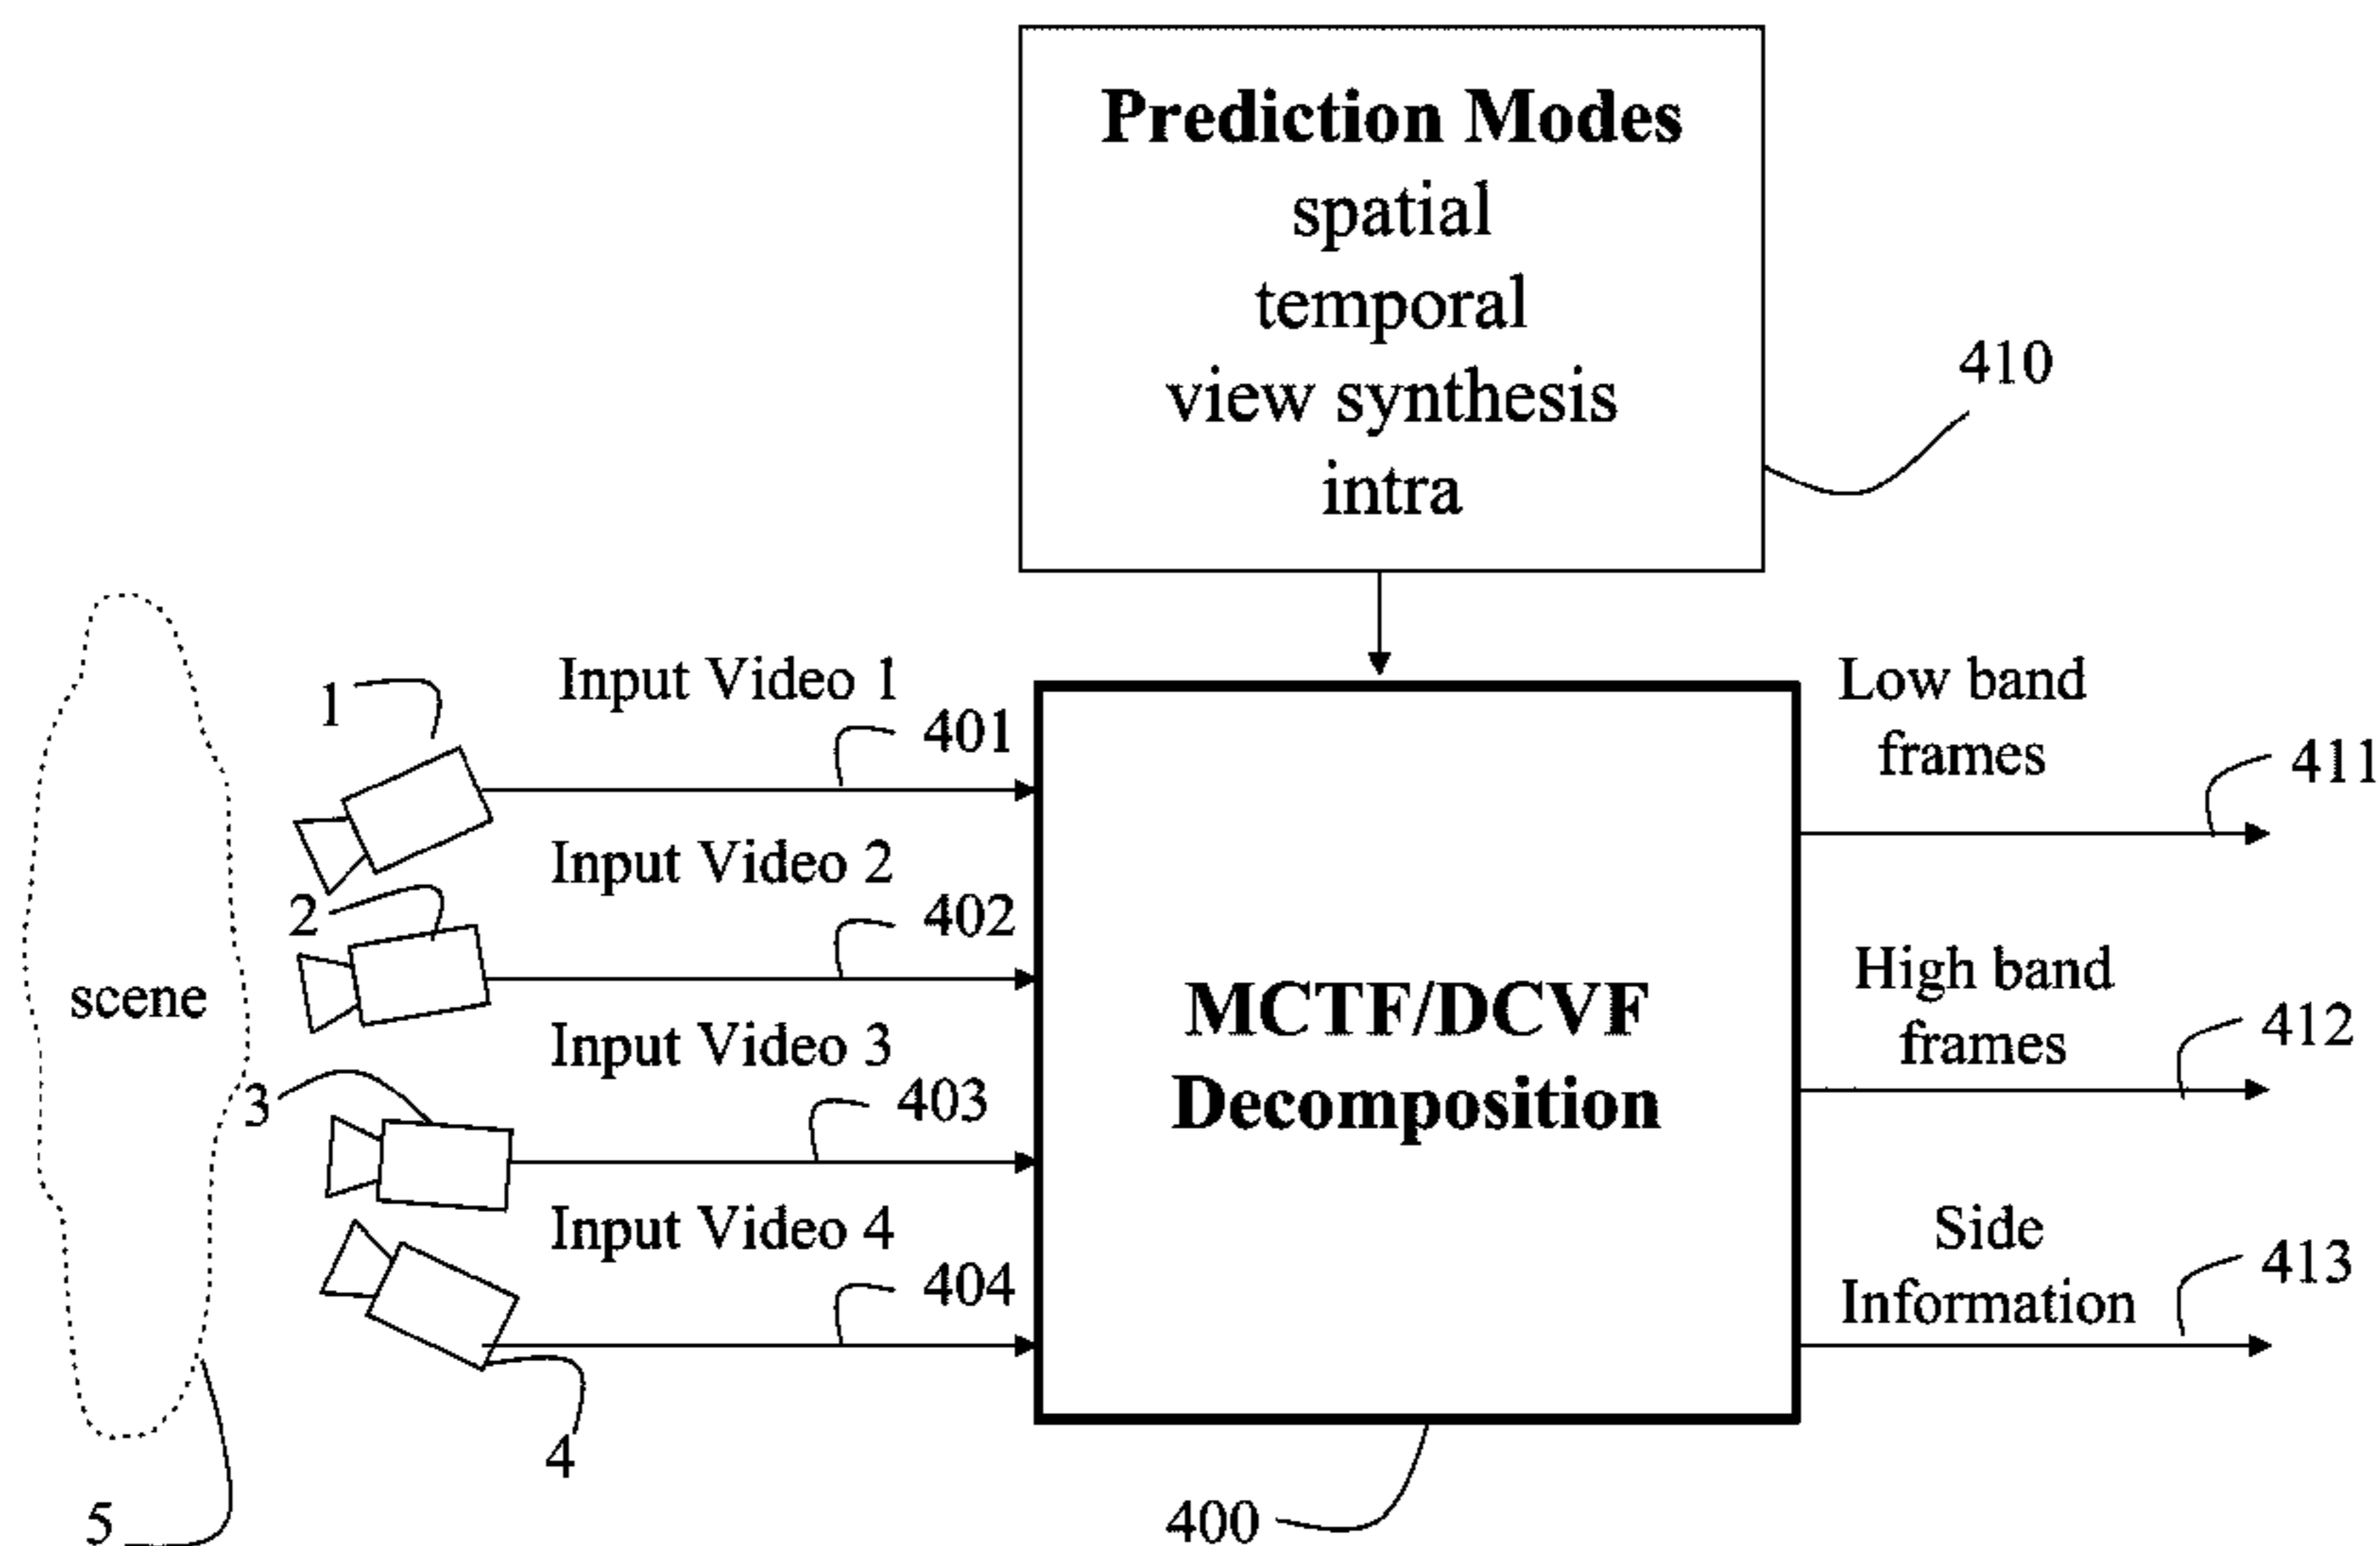 Prediction Modes
spatial
temporal
view synthesis
intra
410
Input Video 1
1
401
Input Video 2
2
402
scene
Input Video 3
3
403
Input Video 4
404
4
5
MCTF/DCVF
Decomposition
400
Low band
frames
411
High band
frames
412
Side
Information
413